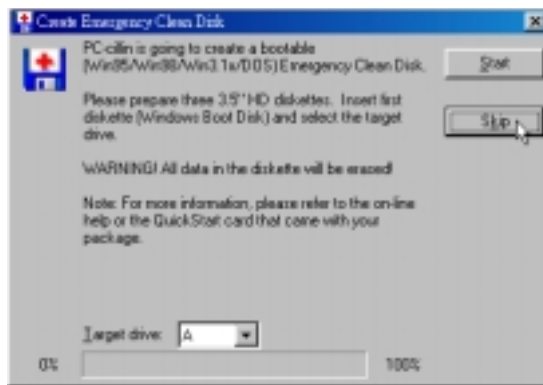 Create Emergency Clean Disk
PC-cillin is going to create a bootable
(Win95/Win98/Win3.1x/DOS) Emergency Clean Disk.
Start
Please prepare three 3.5" HD diskettes. Insert first
diskette (Windows Boot Disk) and select the target
drive.
Skip
WARNING! All data in the diskette will be erased!
Note: For more information, please refer to the on-line
help or the QuickStart card that came with your
package.
Target drive: A
0% 100%